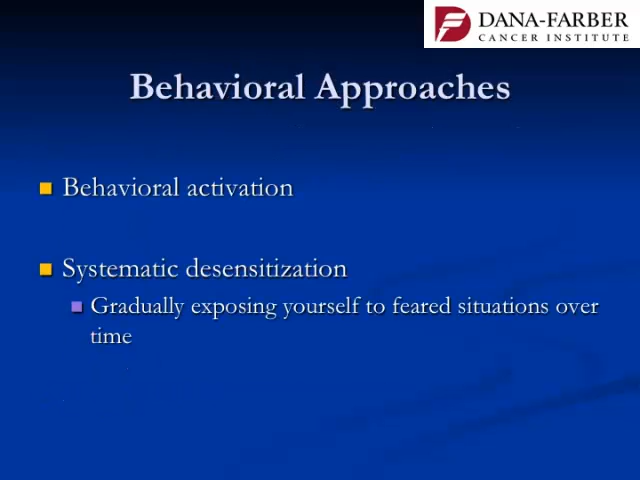 DANA-FARBER
CANCER INSTITUTE
Behavioral Approaches
Behavioral activation
Systematic desensitization
Gradually exposing yourself to feared situations over
time